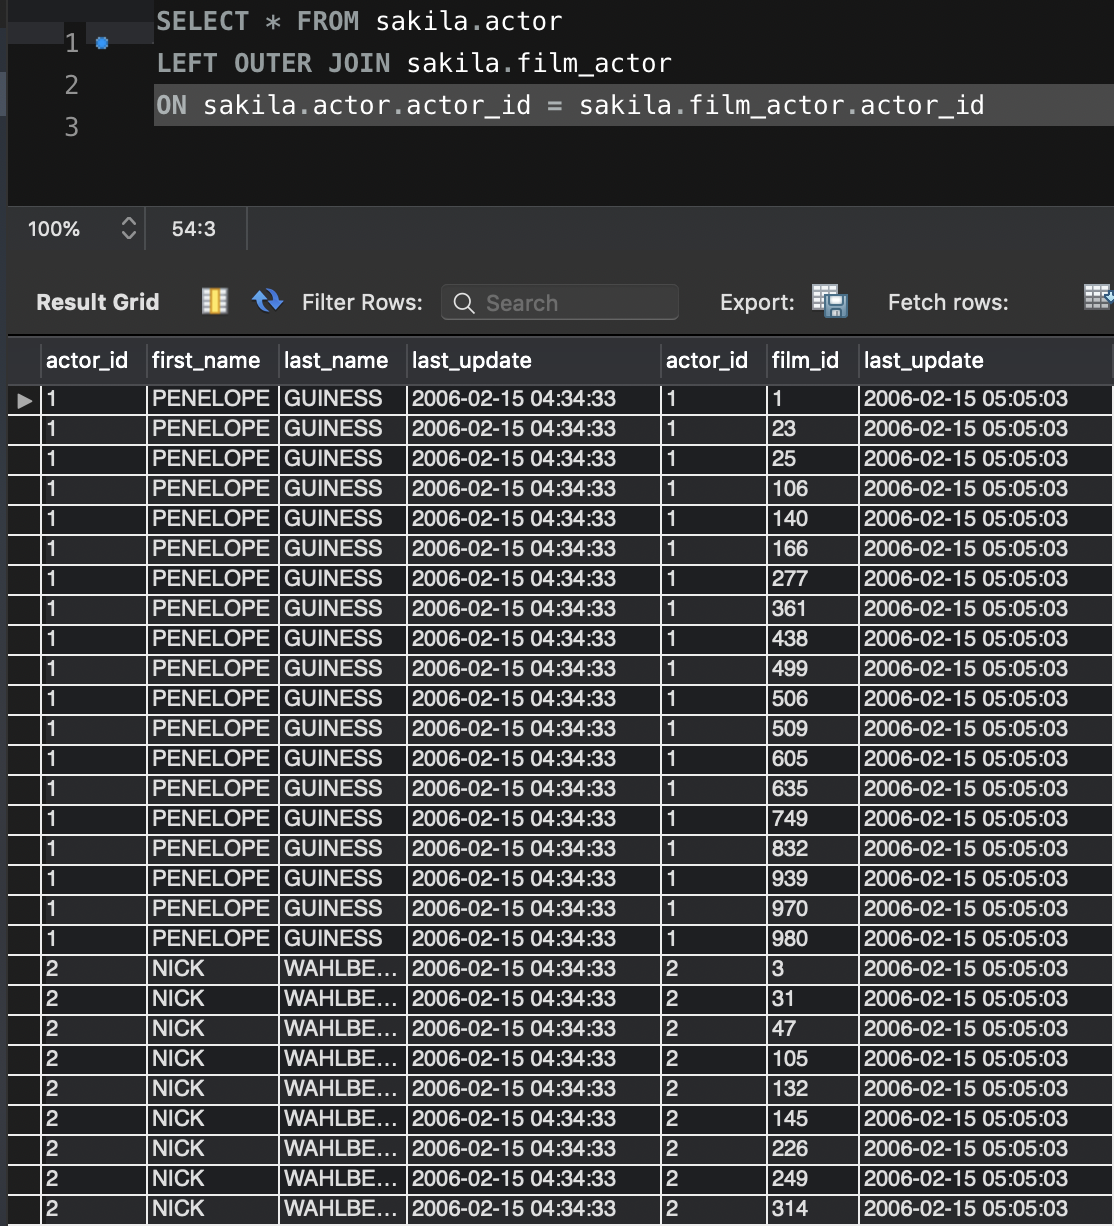 1 SELECT * FROM sakila.actor
2 LEFT OUTER JOIN sakila.film_actor
3 ON sakila.actor.actor_id = sakila.film_actor.actor_id
100% 54:3
Result Grid Filter Rows: Search Export: Fetch rows:
actor_id first_name last_name last_update actor_id film_id last_update
1 PENELOPE GUINESS 2006-02-15 04:34:33 1 1 2006-02-15 05:05:03
1 PENELOPE GUINESS 2006-02-15 04:34:33 1 23 2006-02-15 05:05:03
1 PENELOPE GUINESS 2006-02-15 04:34:33 1 25 2006-02-15 05:05:03
1 PENELOPE GUINESS 2006-02-15 04:34:33 1 106 2006-02-15 05:05:03
1 PENELOPE GUINESS 2006-02-15 04:34:33 1 140 2006-02-15 05:05:03
1 PENELOPE GUINESS 2006-02-15 04:34:33 1 166 2006-02-15 05:05:03
1 PENELOPE GUINESS 2006-02-15 04:34:33 1 277 2006-02-15 05:05:03
1 PENELOPE GUINESS 2006-02-15 04:34:33 1 361 2006-02-15 05:05:03
1 PENELOPE GUINESS 2006-02-15 04:34:33 1 438 2006-02-15 05:05:03
1 PENELOPE GUINESS 2006-02-15 04:34:33 1 499 2006-02-15 05:05:03
1 PENELOPE GUINESS 2006-02-15 04:34:33 1 506 2006-02-15 05:05:03
1 PENELOPE GUINESS 2006-02-15 04:34:33 1 509 2006-02-15 05:05:03
1 PENELOPE GUINESS 2006-02-15 04:34:33 1 605 2006-02-15 05:05:03
1 PENELOPE GUINESS 2006-02-15 04:34:33 1 635 2006-02-15 05:05:03
1 PENELOPE GUINESS 2006-02-15 04:34:33 1 749 2006-02-15 05:05:03
1 PENELOPE GUINESS 2006-02-15 04:34:33 1 832 2006-02-15 05:05:03
1 PENELOPE GUINESS 2006-02-15 04:34:33 1 939 2006-02-15 05:05:03
1 PENELOPE GUINESS 2006-02-15 04:34:33 1 970 2006-02-15 05:05:03
1 PENELOPE GUINESS 2006-02-15 04:34:33 1 980 2006-02-15 05:05:03
2 NICK WAHLBE... 2006-02-15 04:34:33 2 3 2006-02-15 05:05:03
2 NICK WAHLBE... 2006-02-15 04:34:33 2 31 2006-02-15 05:05:03
2 NICK WAHLBE... 2006-02-15 04:34:33 2 47 2006-02-15 05:05:03
2 NICK WAHLBE... 2006-02-15 04:34:33 2 105 2006-02-15 05:05:03
2 NICK WAHLBE... 2006-02-15 04:34:33 2 132 2006-02-15 05:05:03
2 NICK WAHLBE... 2006-02-15 04:34:33 2 145 2006-02-15 05:05:03
2 NICK WAHLBE... 2006-02-15 04:34:33 2 226 2006-02-15 05:05:03
2 NICK WAHLBE... 2006-02-15 04:34:33 2 249 2006-02-15 05:05:03
2 NICK WAHLBE... 2006-02-15 04:34:33 2 314 2006-02-15 05:05:03